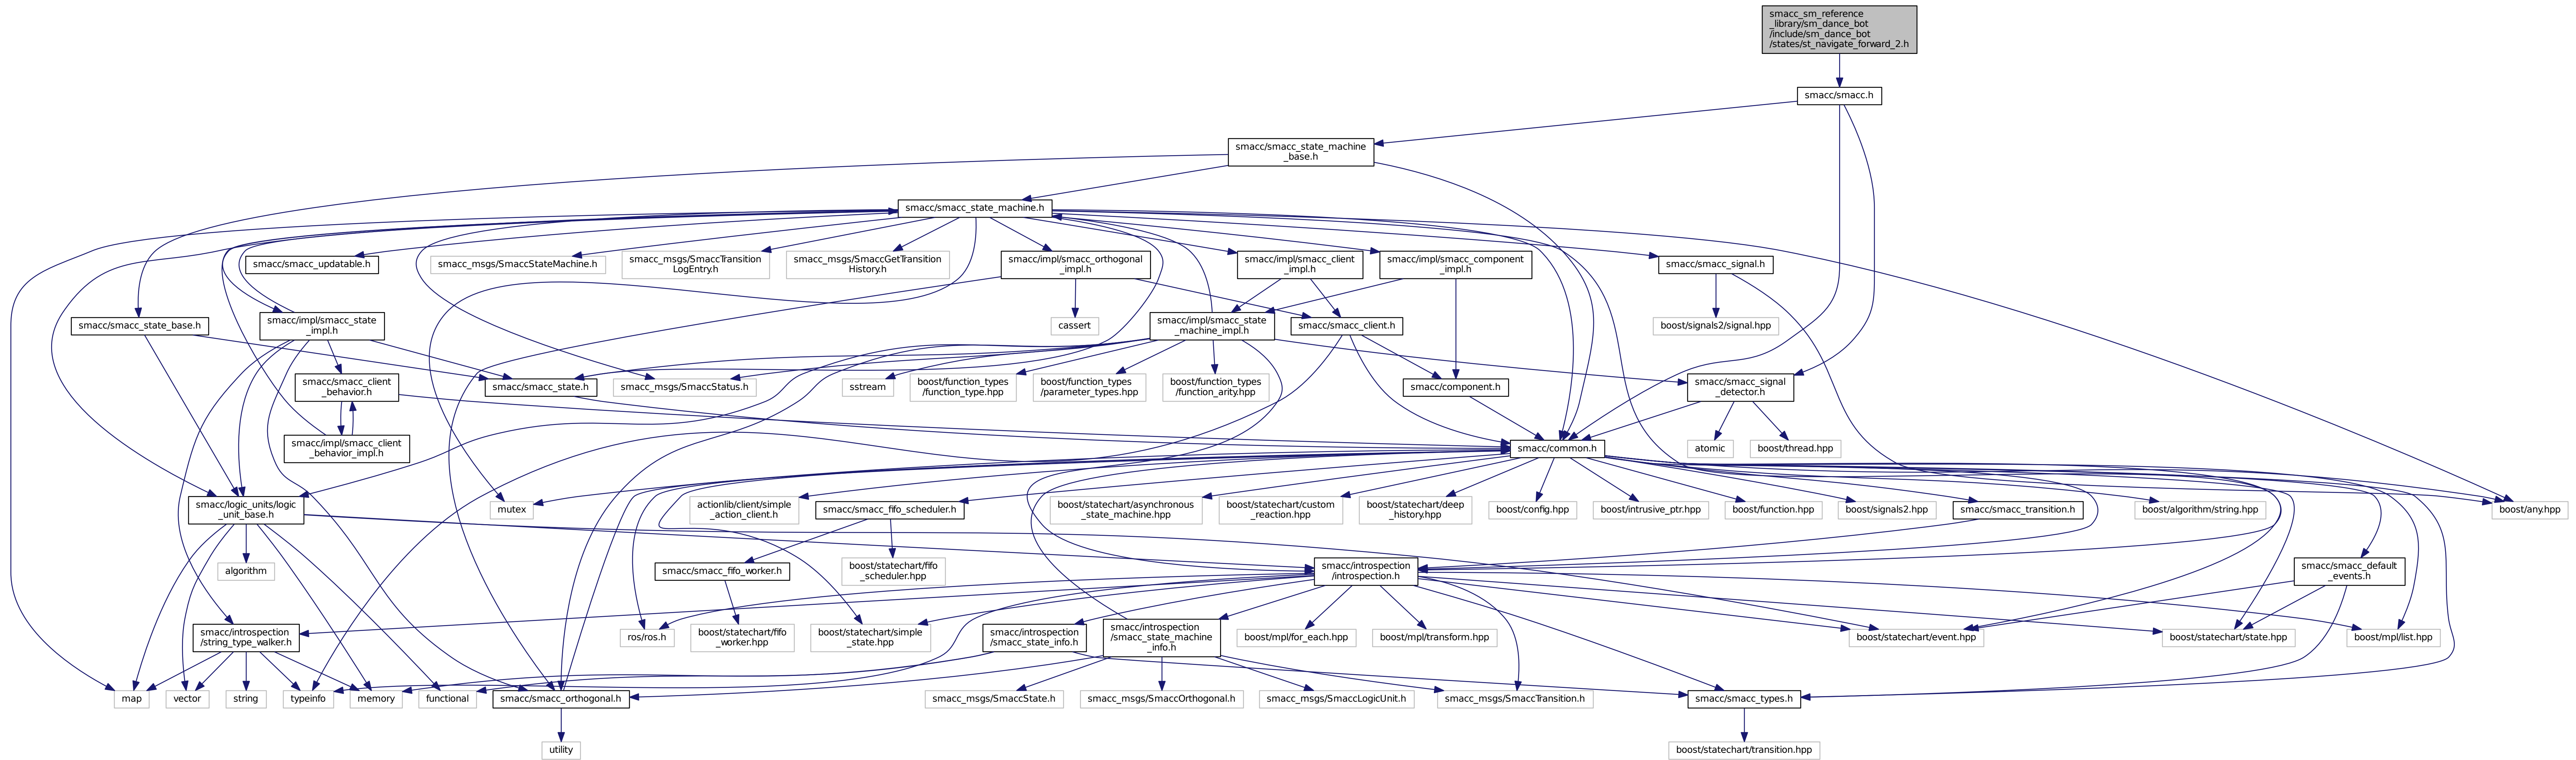 smacc_sm_reference
_library/sm_dance_bot
/include/sm_dance_bot
/states/st_navigate_forward_2.h
smacc/smacc.h
smacc/smacc_state_machine
_base.h
smacc/smacc_state_machine.h
smacc/smacc_updatable.h
smacc_msgs/SmaccStateMachine.h
smacc_msgs/SmaccTransition
LogEntry.h
smacc_msgs/SmaccGetTransition
History.h
smacc/impl/smacc_orthogonal
_impl.h
smacc/impl/smacc_client
_impl.h
smacc/impl/smacc_component
_impl.h
smacc/smacc_signal.h
smacc/smacc_state_base.h
smacc/impl/smacc_state
_impl.h
cassert
smacc/impl/smacc_state
_machine_impl.h
smacc/smacc_client.h
boost/signals2/signal.hpp
smacc/smacc_client
_behavior.h
smacc/smacc_state.h
smacc_msgs/SmaccStatus.h
sstream
boost/function_types
/function_type.hpp
boost/function_types
/parameter_types.hpp
boost/function_types
/function_arity.hpp
smacc/component.h
smacc/smacc_signal
_detector.h
smacc/impl/smacc_client
_behavior_impl.h
smacc/common.h
atomic
boost/thread.hpp
smacc/logic_units/logic
_unit_base.h
mutex
actionlib/client/simple
_action_client.h
smacc/smacc_fifo_scheduler.h
boost/statechart/asynchronous
_state_machine.hpp
boost/statechart/custom
_reaction.hpp
boost/statechart/deep
_history.hpp
boost/config.hpp
boost/intrusive_ptr.hpp
boost/function.hpp
boost/signals2.hpp
smacc/smacc_transition.h
boost/algorithm/string.hpp
boost/any.hpp
algorithm
smacc/smacc_fifo_worker.h
boost/statechart/fifo
_scheduler.hpp
smacc/introspection
/introspection.h
smacc/smacc_default
_events.h
smacc/introspection
/string_type_walker.h
ros/ros.h
boost/statechart/fifo
_worker.hpp
boost/statechart/simple
_state.hpp
smacc/introspection
/smacc_state_info.h
smacc/introspection
/smacc_state_machine
_info.h
boost/mpl/for_each.hpp
boost/mpl/transform.hpp
boost/statechart/event.hpp
boost/statechart/state.hpp
boost/mpl/list.hpp
map
vector
string
typeinfo
memory
functional
smacc/smacc_orthogonal.h
smacc_msgs/SmaccState.h
smacc_msgs/SmaccOrthogonal.h
smacc_msgs/SmaccLogicUnit.h
smacc_msgs/SmaccTransition.h
smacc/smacc_types.h
utility
boost/statechart/transition.hpp